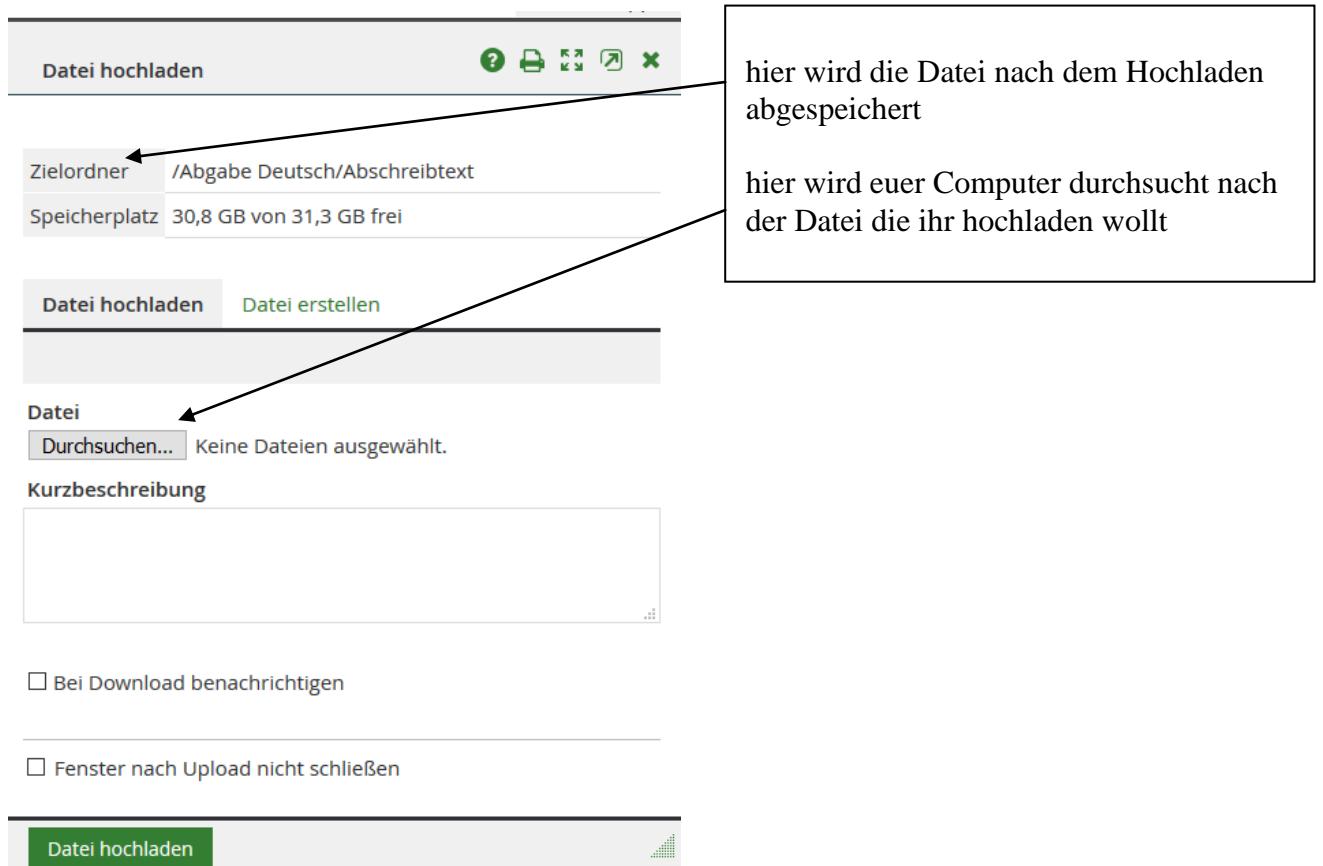 Datei hochladen
hier wird die Datei nach dem Hochladen
abgespeichert
hier wird euer Computer durchsucht nach
der Datei die ihr hochladen wollt
Zielordner /Abgabe Deutsch/Abschreibtext
Speicherplatz 30,8 GB von 31,3 GB frei
Datei hochladen Datei erstellen
Datei
Durchsuchen... Keine Dateien ausgewählt.
Kurzbeschreibung
Bei Download benachrichtigen
Fenster nach Upload nicht schließen
Datei hochladen